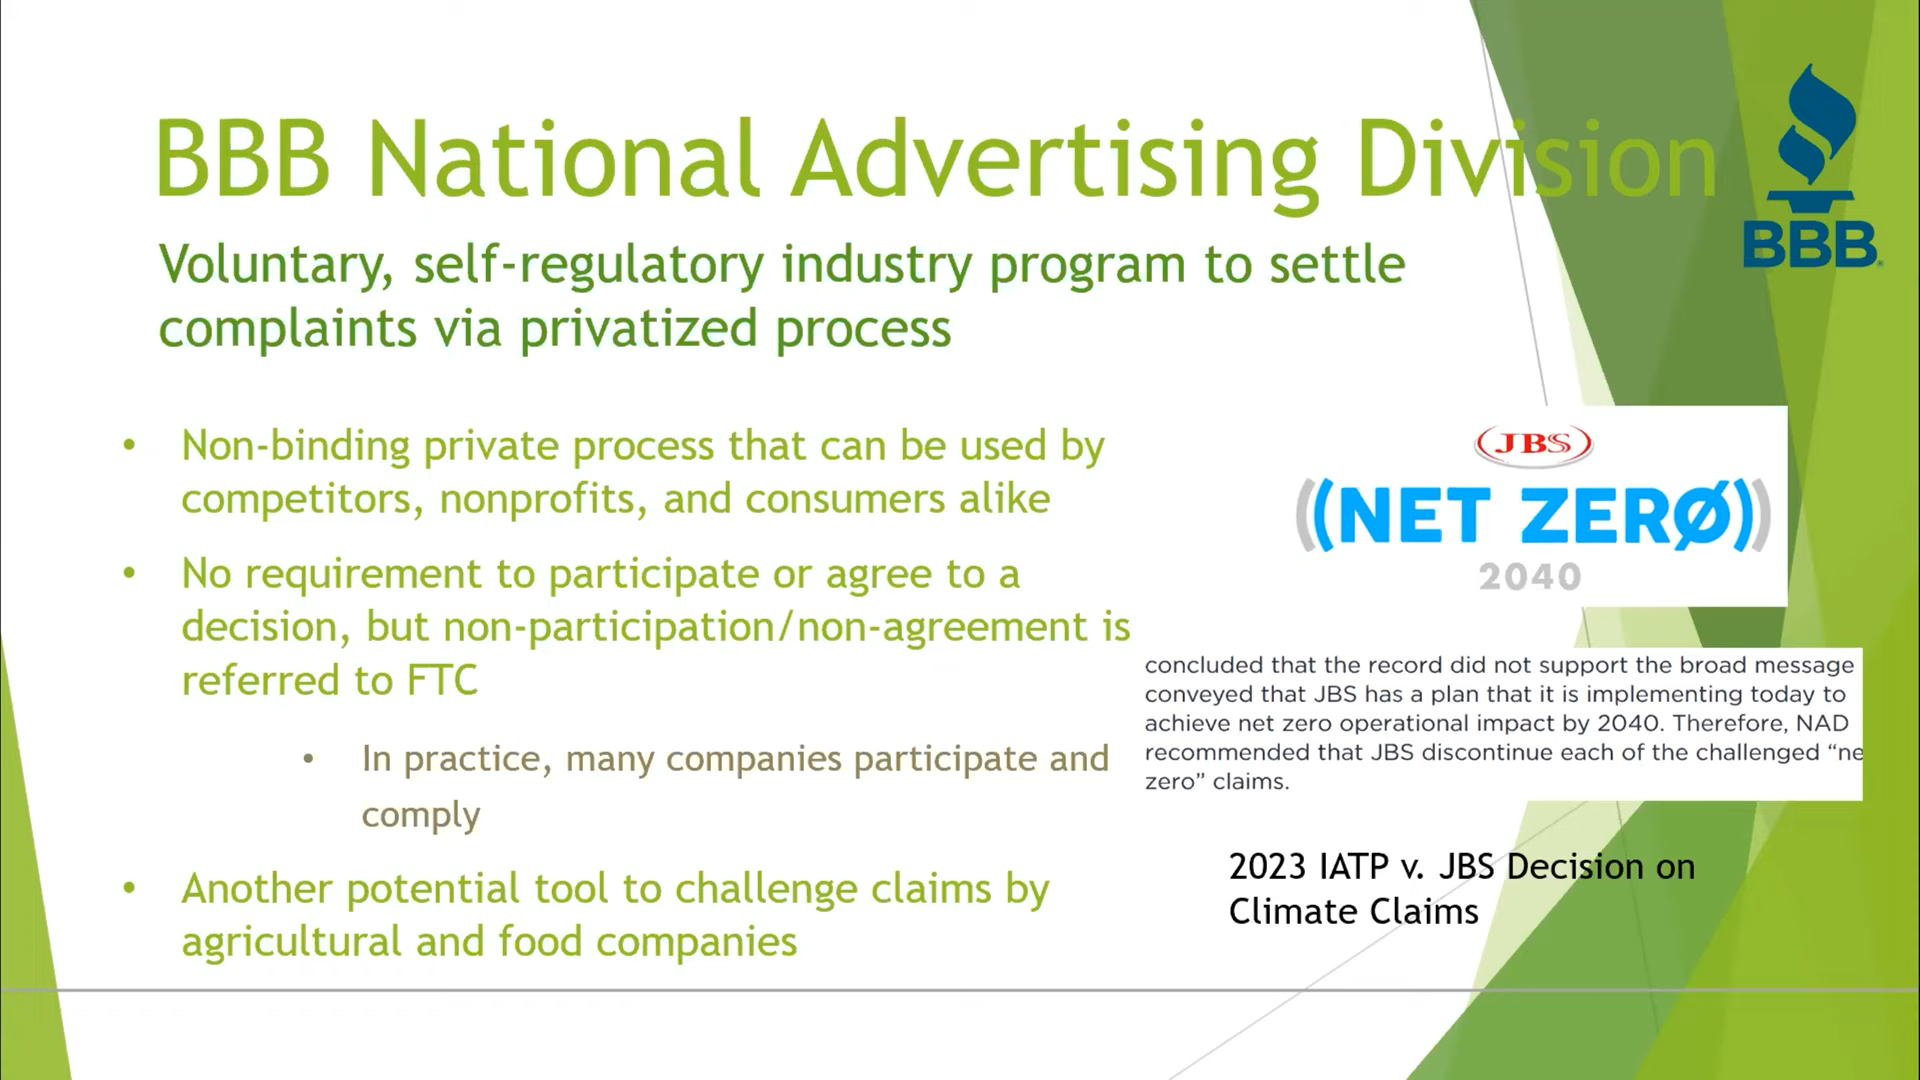 BBB National Advertising Division
BBB
Voluntary, self-regulatory industry program to settle
complaints via privatized process
• Non-binding private process that can be used by
competitors, nonprofits, and consumers alike
• No requirement to participate or agree to a
decision, but non-participation/non-agreement is
referred to FTC
• In practice, many companies participate and
comply
• Another potential tool to challenge claims by
agricultural and food companies
JBS
((NET ZERØ))
2040
concluded that the record did not support the broad message
conveyed that JBS has a plan that it is implementing today to
achieve net zero operational impact by 2040. Therefore, NAD
recommended that JBS discontinue each of the challenged “ne
zero” claims.
2023 IATP v. JBS Decision on
Climate Claims